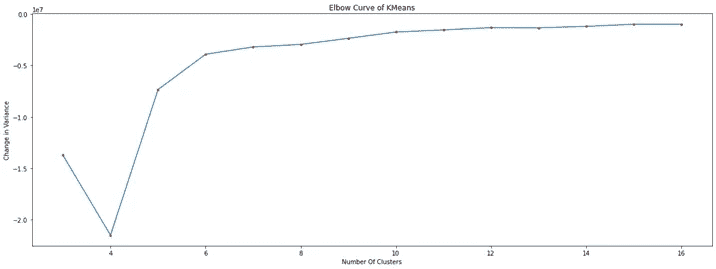 Elbow Curve of KMeans
1e7
0.0
−0.5
−1.0
−1.5
−2.0
Change in Variance
4 6 8 10 12 14 16
Number Of Clusters